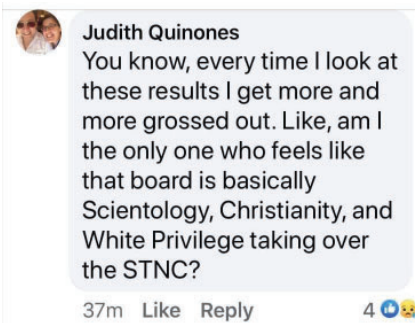 Judith Quinones
You know, every time I look at
these results I get more and
more grossed out. Like, am I
the only one who feels like
that board is basically
Scientology, Christianity, and
White Privilege taking over
the STNC?
37m Like Reply 4